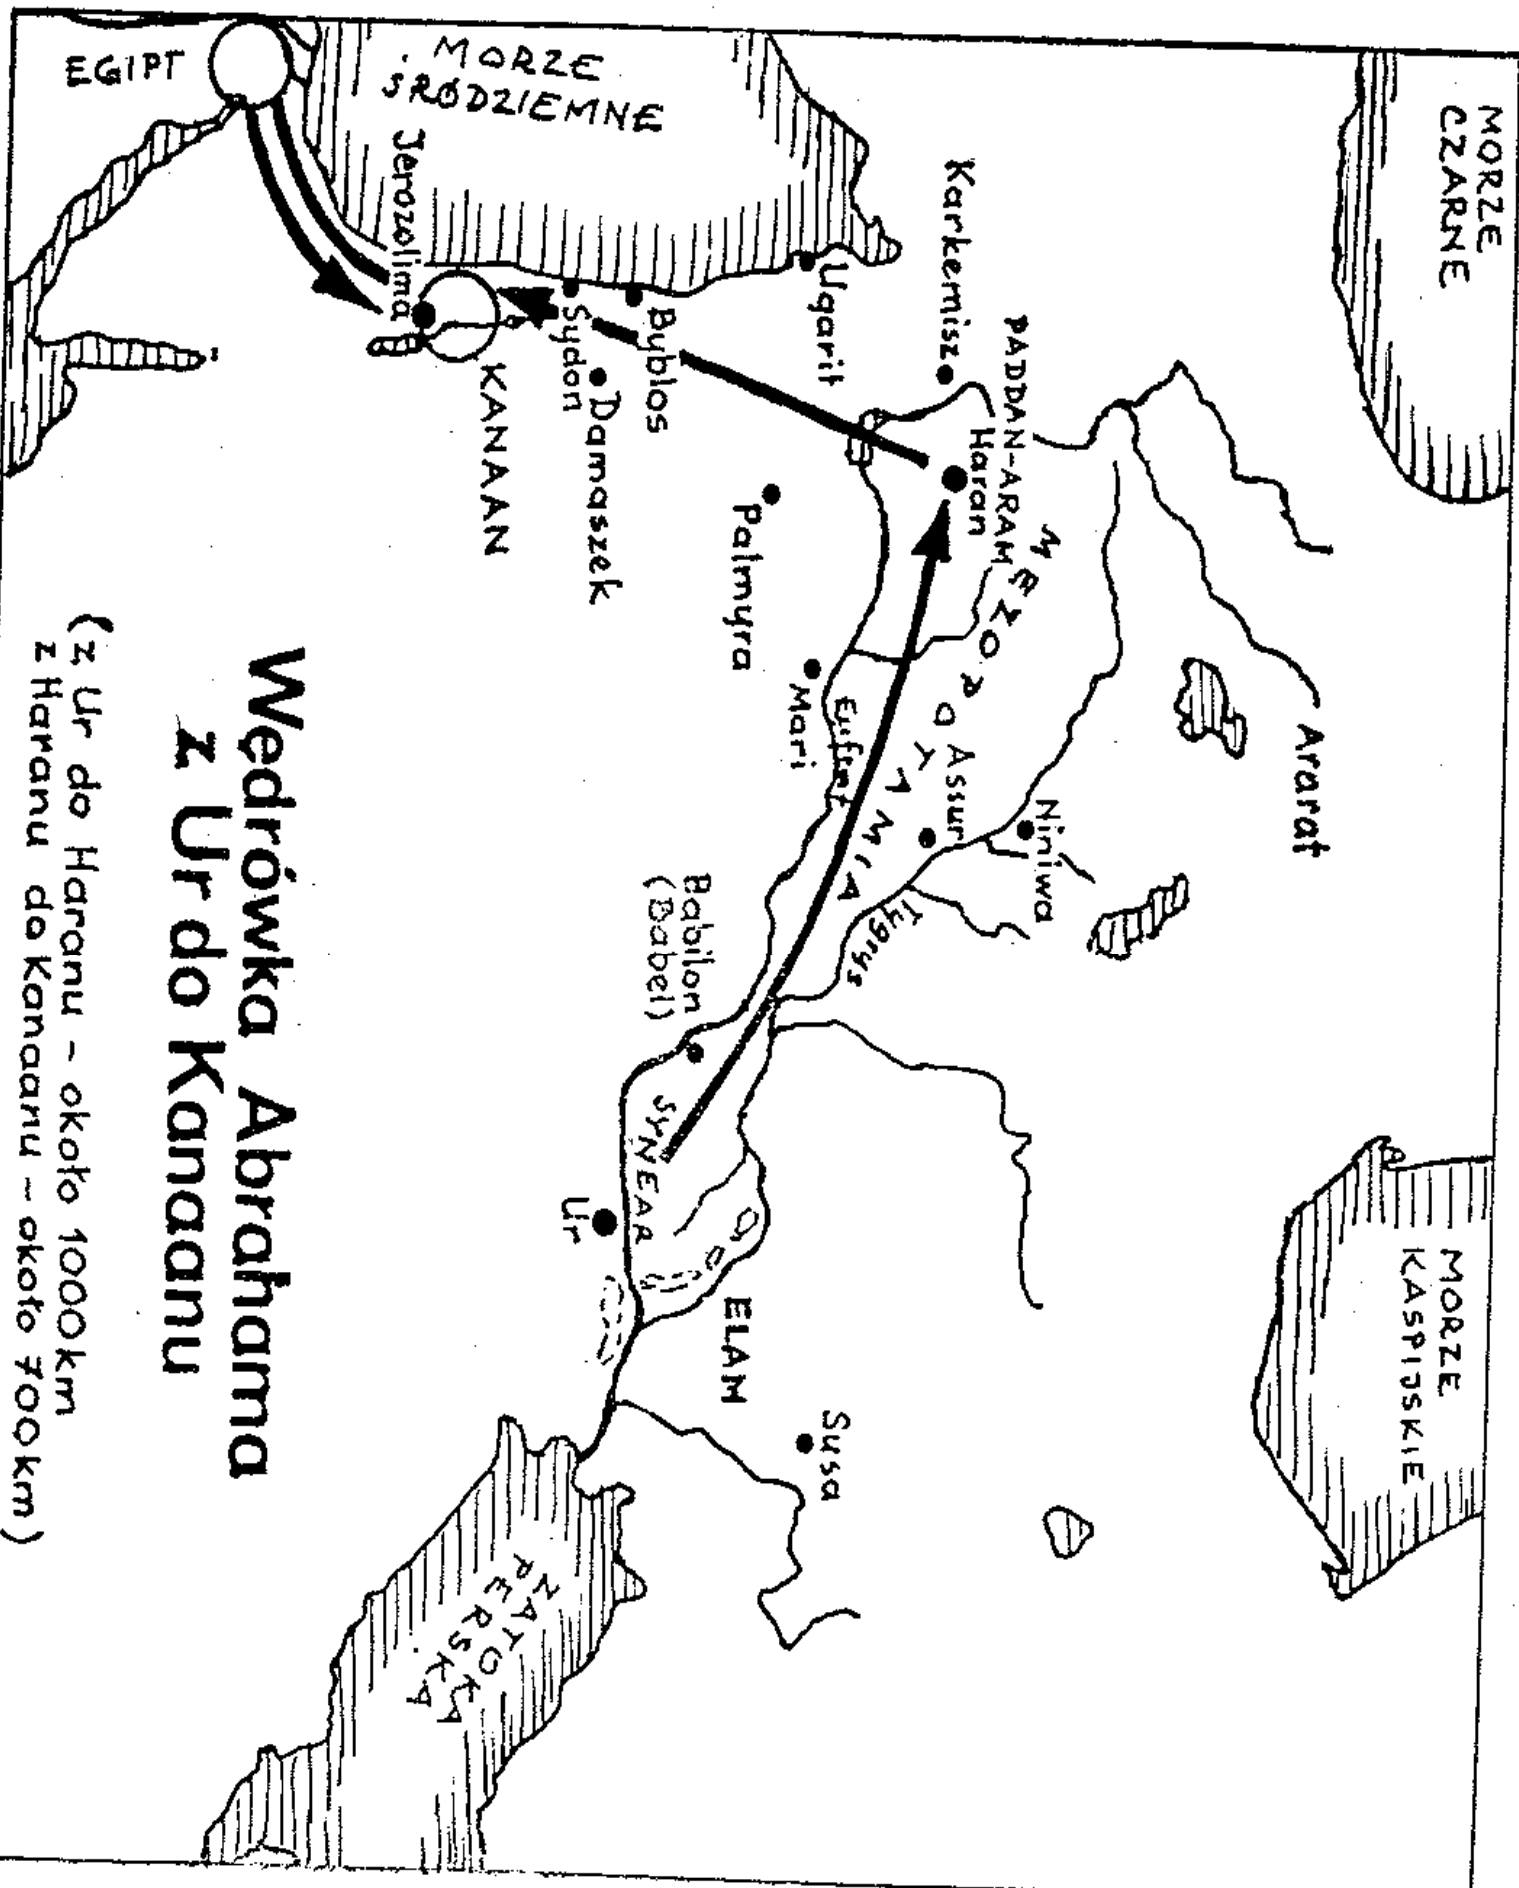 MORZE
CZARNE
MORZE
KASPIJSKIE
MORZE
ŚRÓDZIEMNE
EGIPT
Ararat
Karkemisz
PADDAN-ARAM
Haran
MEZOPOTAMIA
Niniwa
Assur
Ugarit
Eufrat
Tygrys
Mari
Palmyra
Byblos
Sydon
Damaszek
Jerozolima
KANAAN
Babilon
(Babel)
SYNEAR
Ur
ELAM
Susa
ZATOKA
PERSKA
Wędrówka Abrahama
z Ur do Kanaanu
(z Ur do Haranu - około 1000 km
z Haranu do Kanaanu - około 700 km)